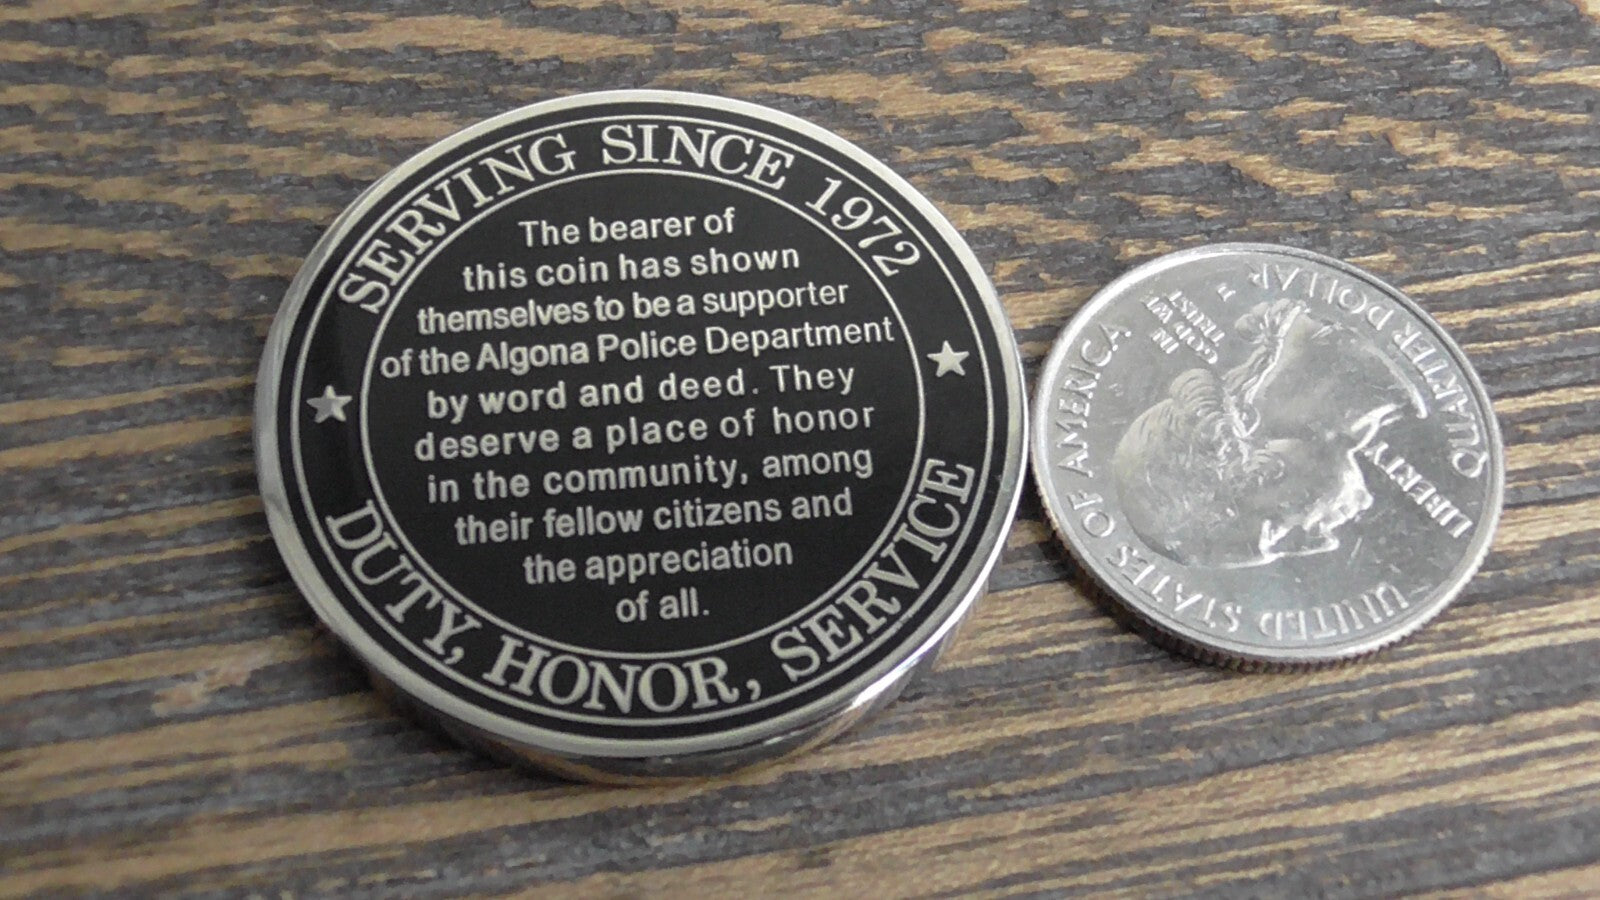 SERVING SINCE 1972
The bearer of
this coin has shown
themselves to be a supporter
of the Algona Police Department
by word and deed. They
deserve a place of honor
in the community, among
their fellow citizens and
the appreciation
of all.
DUTY, HONOR, SERVICE
UNITED STATES OF AMERICA
IN
GOD WE
TRUST
LIBERTY
QUARTER DOLLAR